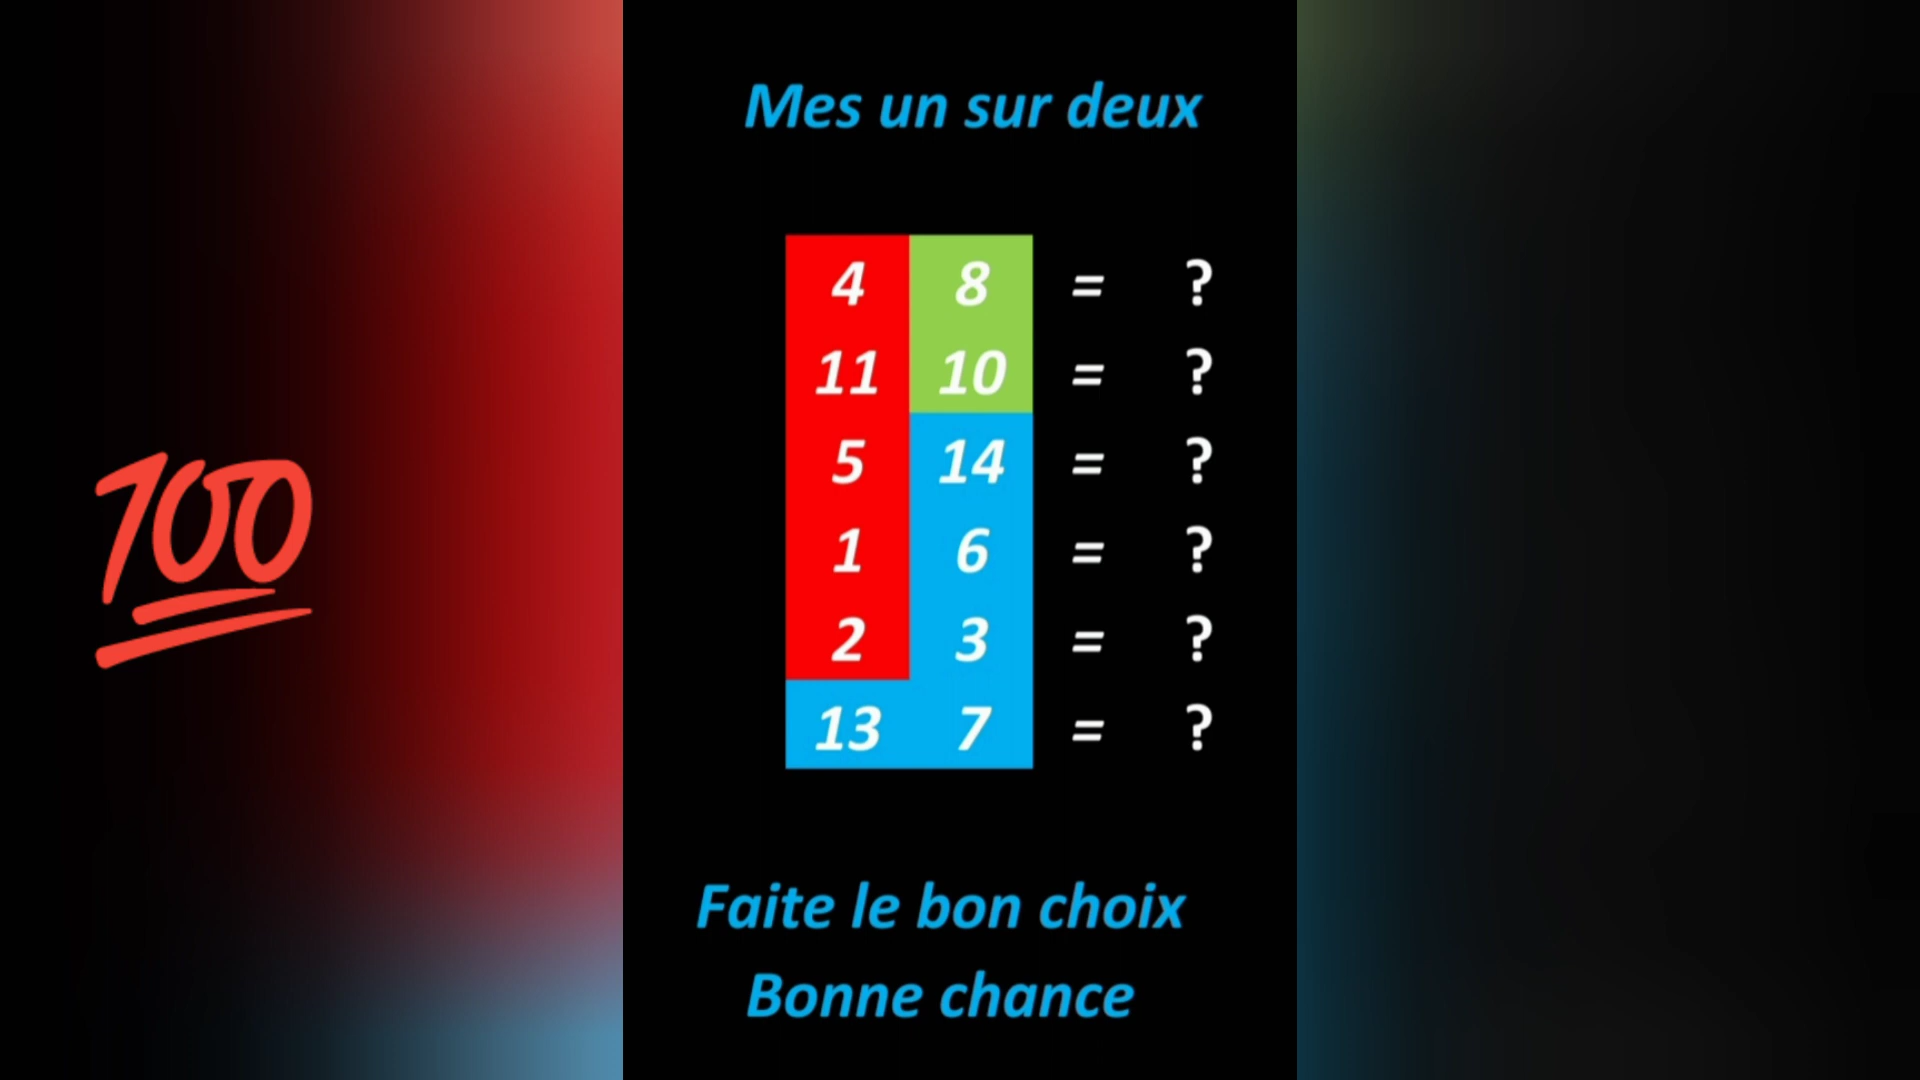 Mes un sur deux
4 8 = ?
11 10 = ?
5 14 = ?
1 6 = ?
2 3 = ?
13 7 = ?
Faite le bon choix
Bonne chance
100